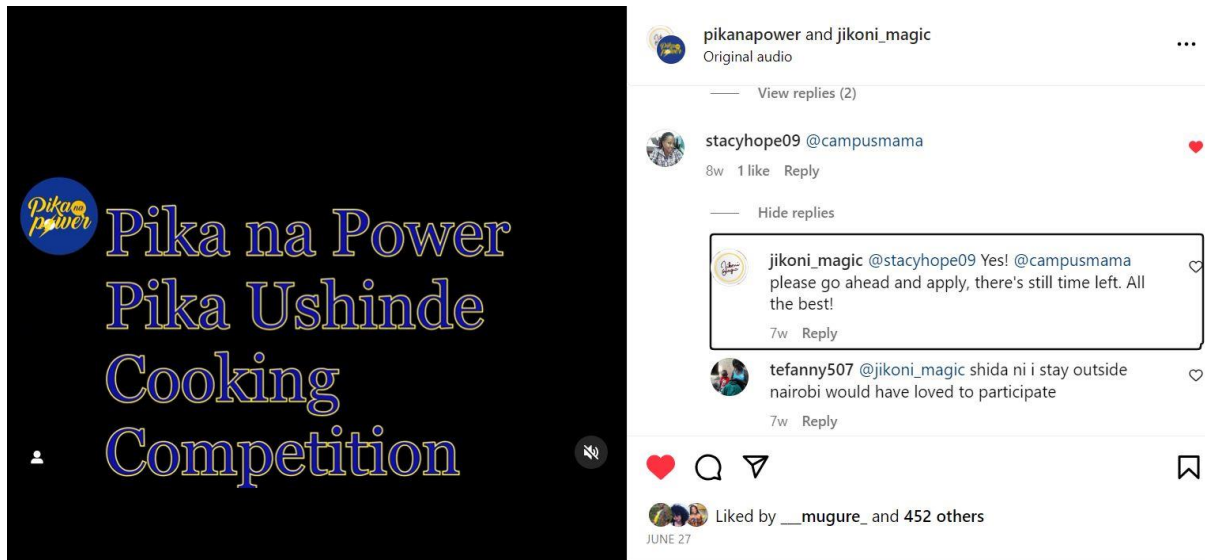 Pika na power
Pika na Power
Pika Ushinde
Cooking
Competition
pikanapower and jikoni_magic
Original audio
View replies (2)
stacyhope09 @campusmama
8w 1 like Reply
Hide replies
jikoni_magic @stacyhope09 Yes! @campusmama
please go ahead and apply, there's still time left. All
the best!
7w Reply
tefanny507 @jikoni_magic shida ni i stay outside
nairobi would have loved to participate
7w Reply
Liked by ___mugure_ and 452 others
JUNE 27